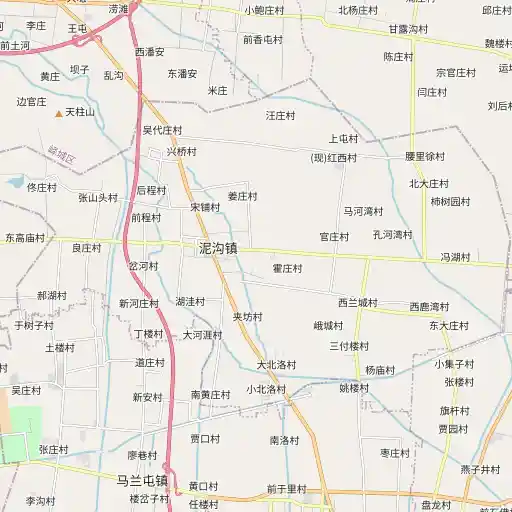 涝滩
小鲍庄村
北杨庄村
邱庄村
李庄
王屯
甘露沟村
前土河
西潘安
前香屯村
魏楼村
陈庄村
黄庄
坝子
乱沟
东潘安
宗官庄村
米庄
闫庄村
边官庄
天柱山
汪庄村
刘后村
吴代庄村
上屯村
峄城区
兴桥村
(现)红西村
腰里徐村
佟庄村
后程村
姜庄村
北大庄村
张山头村
宋铺村
柿树园村
前程村
马河湾村
东高庙村
良庄村
泥沟镇
官庄村
孔河湾村
冯湖村
岔河村
霍庄村
郝湖村
新河庄村
湖洼村
西兰城村
西鹿湾村
于树子村
夹坊村
峨城村
东大庄村
丁楼村
大河涯村
土楼村
三付楼村
道庄村
大北洛村
杨庙村
小集子村
吴庄村
小北洛村
姚楼村
张楼村
新安村
南黄庄村
旗杆村
贾口村
南洛村
贾园村
张庄村
廖巷村
枣庄村
燕子井村
马兰屯镇
黄口村
前于里村
李沟村
楼岔子村
任楼村
盘龙村